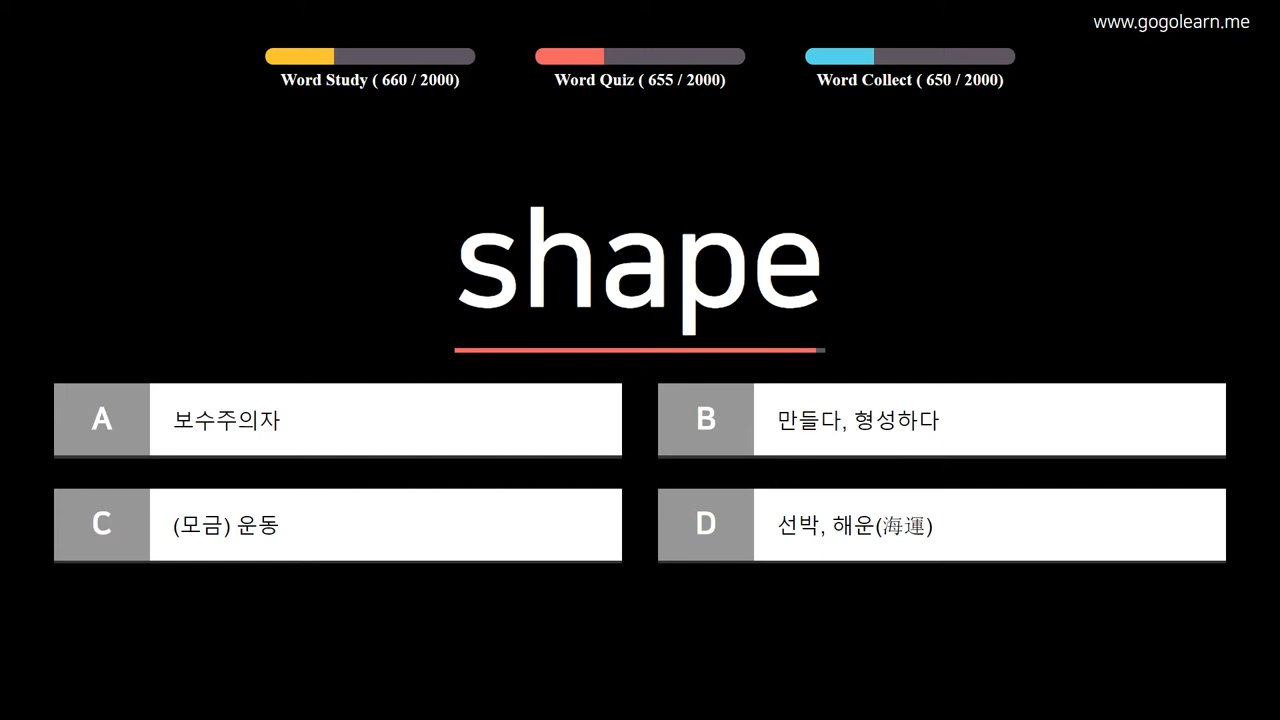 www.gogolearn.me
Word Study ( 660 / 2000)
Word Quiz ( 655 / 2000)
Word Collect ( 650 / 2000)
shape
A 보수주의자
B 만들다, 형성하다
C (모금) 운동
D 선박, 해운(海運)